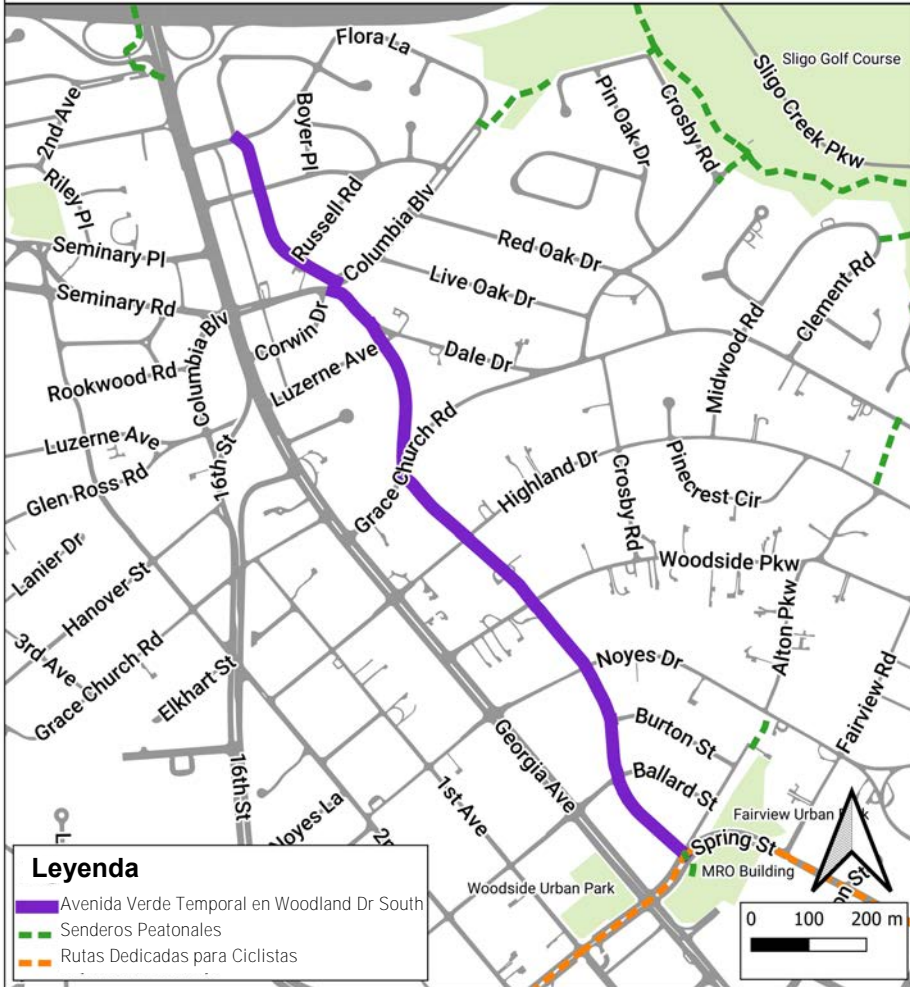 Flora La
Sligo Golf Course
Sligo Creek Pkw
2nd Ave
Boyer Pl
Pin Oak Dr
Crosby Rd
Riley Pl
Russell Rd
Columbia Blv
Seminary Pl
Red Oak Dr
Live Oak Dr
Clement Rd
Seminary Rd
Columbia Blv
Corwin Dr
Midwood Rd
Rookwood Rd
Luzerne Ave
Dale Dr
Luzerne Ave
Grace Church Rd
16th St
Glen Ross Rd
Highland Dr
Crosby Rd
Pinecrest Cir
Lanier Dr
Hanover St
Woodside Pkw
3rd Ave
Grace Church Rd
Elkhart St
Noyes Dr
Alton Pkw
Fairview Rd
Georgia Ave
Burton St
16th St
Noyes La
1st Ave
Ballard St
Fairview Urban
Spring St
MRO Building
Woodside Urban Park
Leyenda
Avenida Verde Temporal en Woodland Dr South
Senderos Peatonales
Rutas Dedicadas para Ciclistas
0 100 200 m